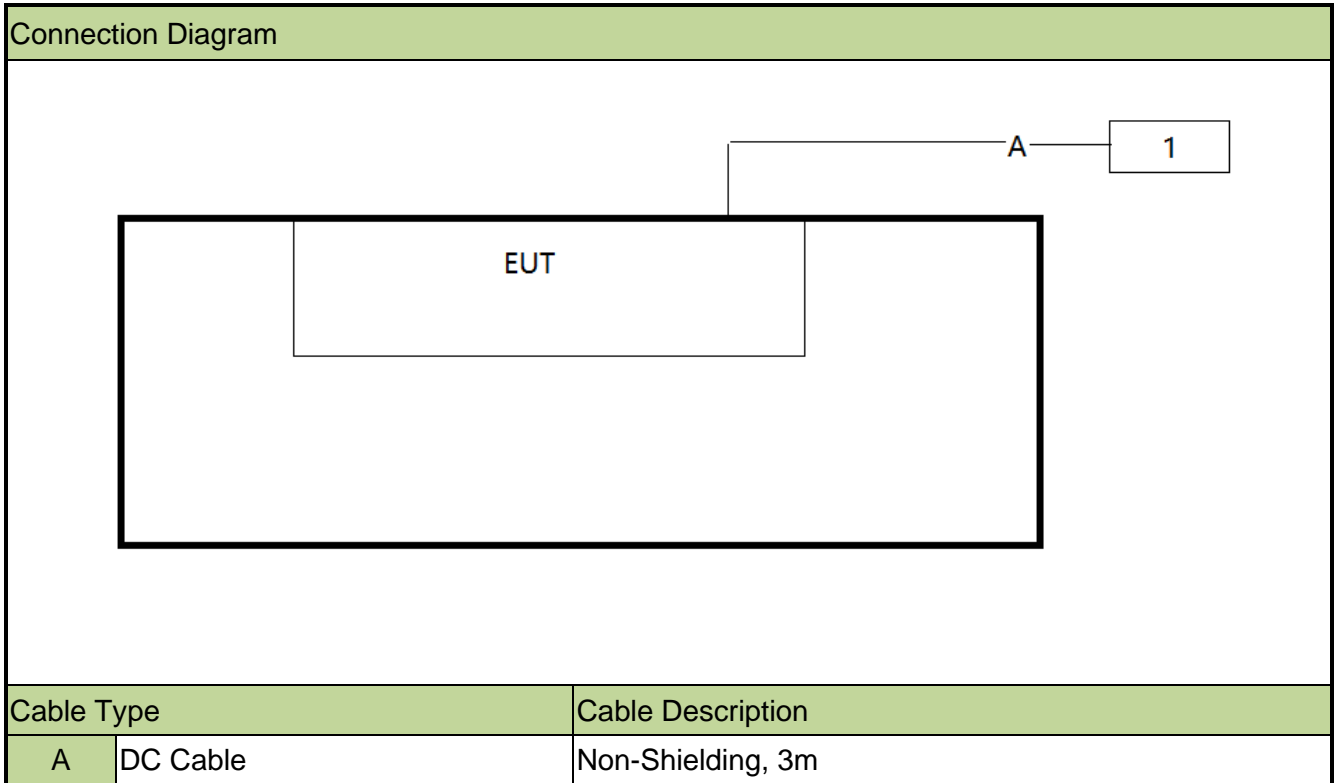 Connection Diagram
A
1
EUT
Cable Type Cable Description
A DC Cable Non-Shielding, 3m